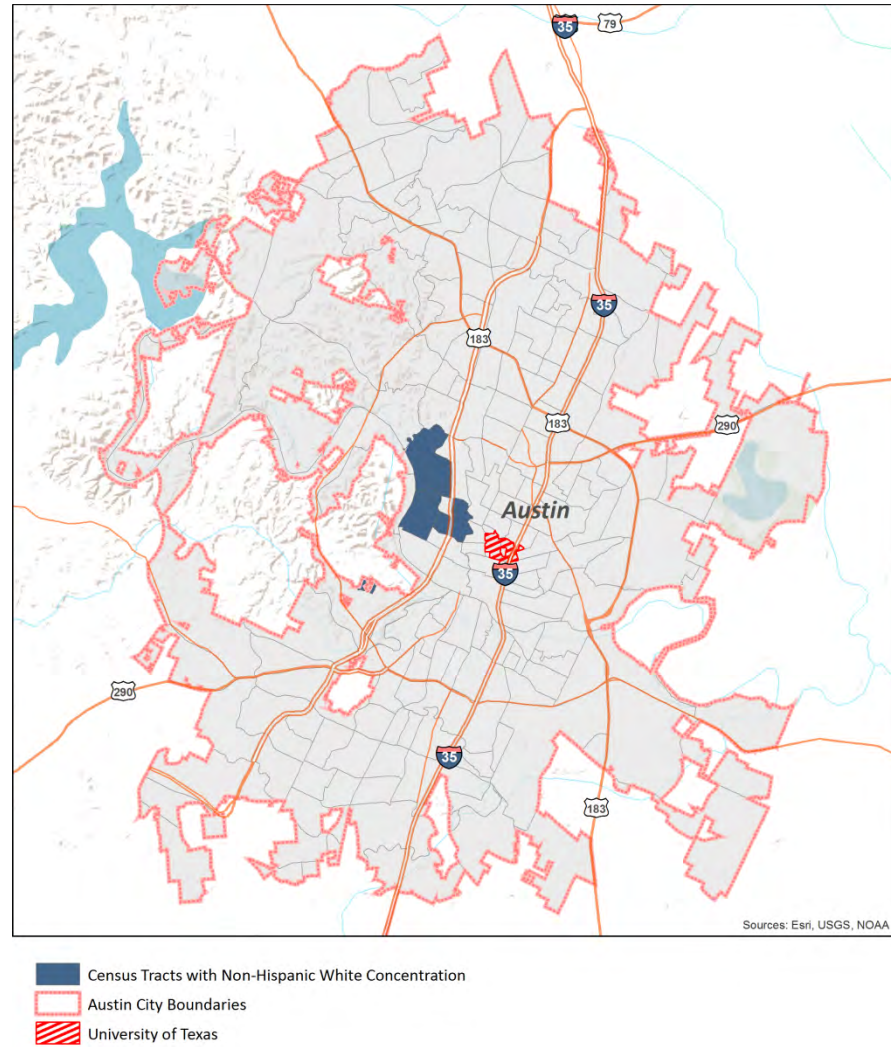 35
79
35
183
183
290
Austin
35
290
35
183
Sources: Esri, USGS, NOAA
Census Tracts with Non-Hispanic White Concentration
Austin City Boundaries
University of Texas